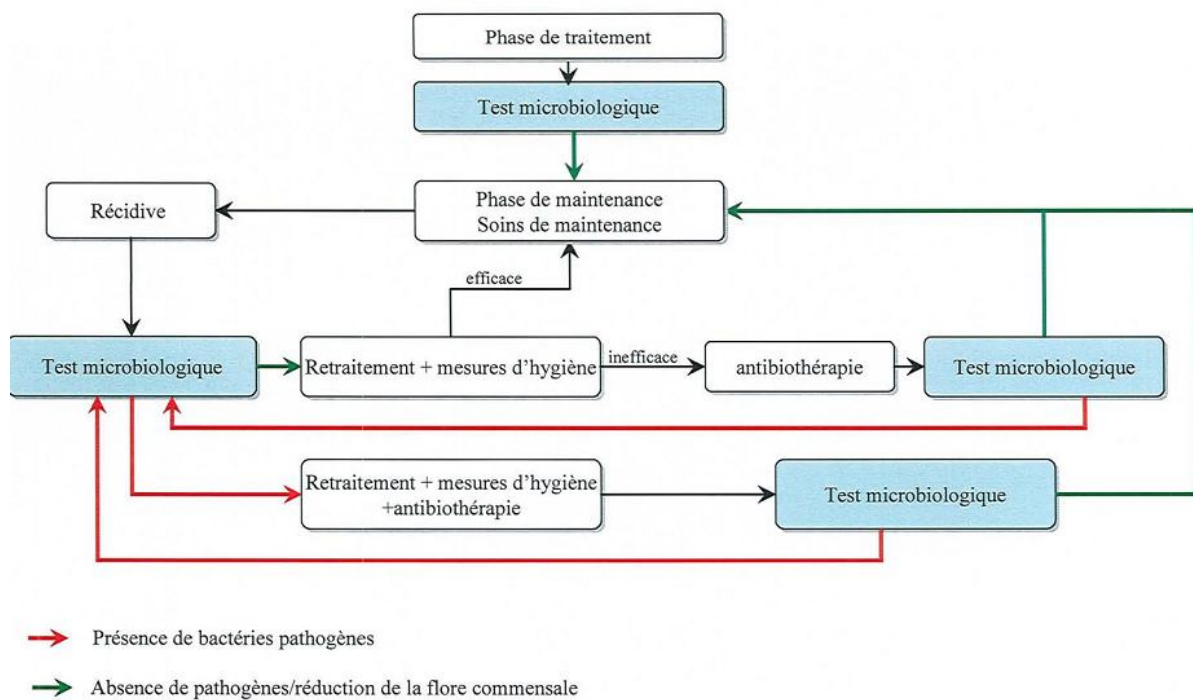 Phase de traitement
Test microbiologique
Phase de maintenance
Soins de maintenance
Récidive
efficace
Test microbiologique
Retraitement + mesures d’hygiène
inefficace
antibiothérapie
Test microbiologique
Retraitement + mesures d’hygiène
+antibiothérapie
Test microbiologique
Présence de bactéries pathogènes
Absence de pathogènes/réduction de la flore commensale